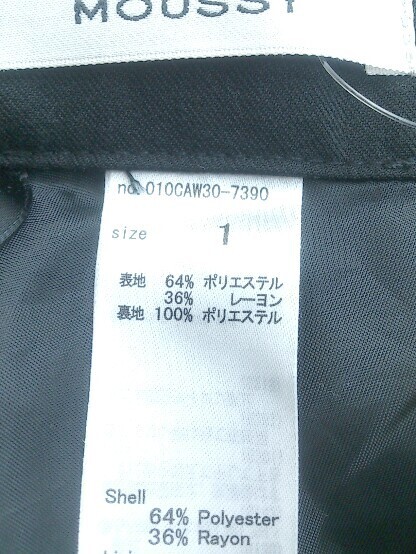 MOUSSY
no. 010CAW30-7390
size 1
表地 64% ポリエステル
36% レーヨン
裏地 100% ポリエステル
Shell
64% Polyester
36% Rayon